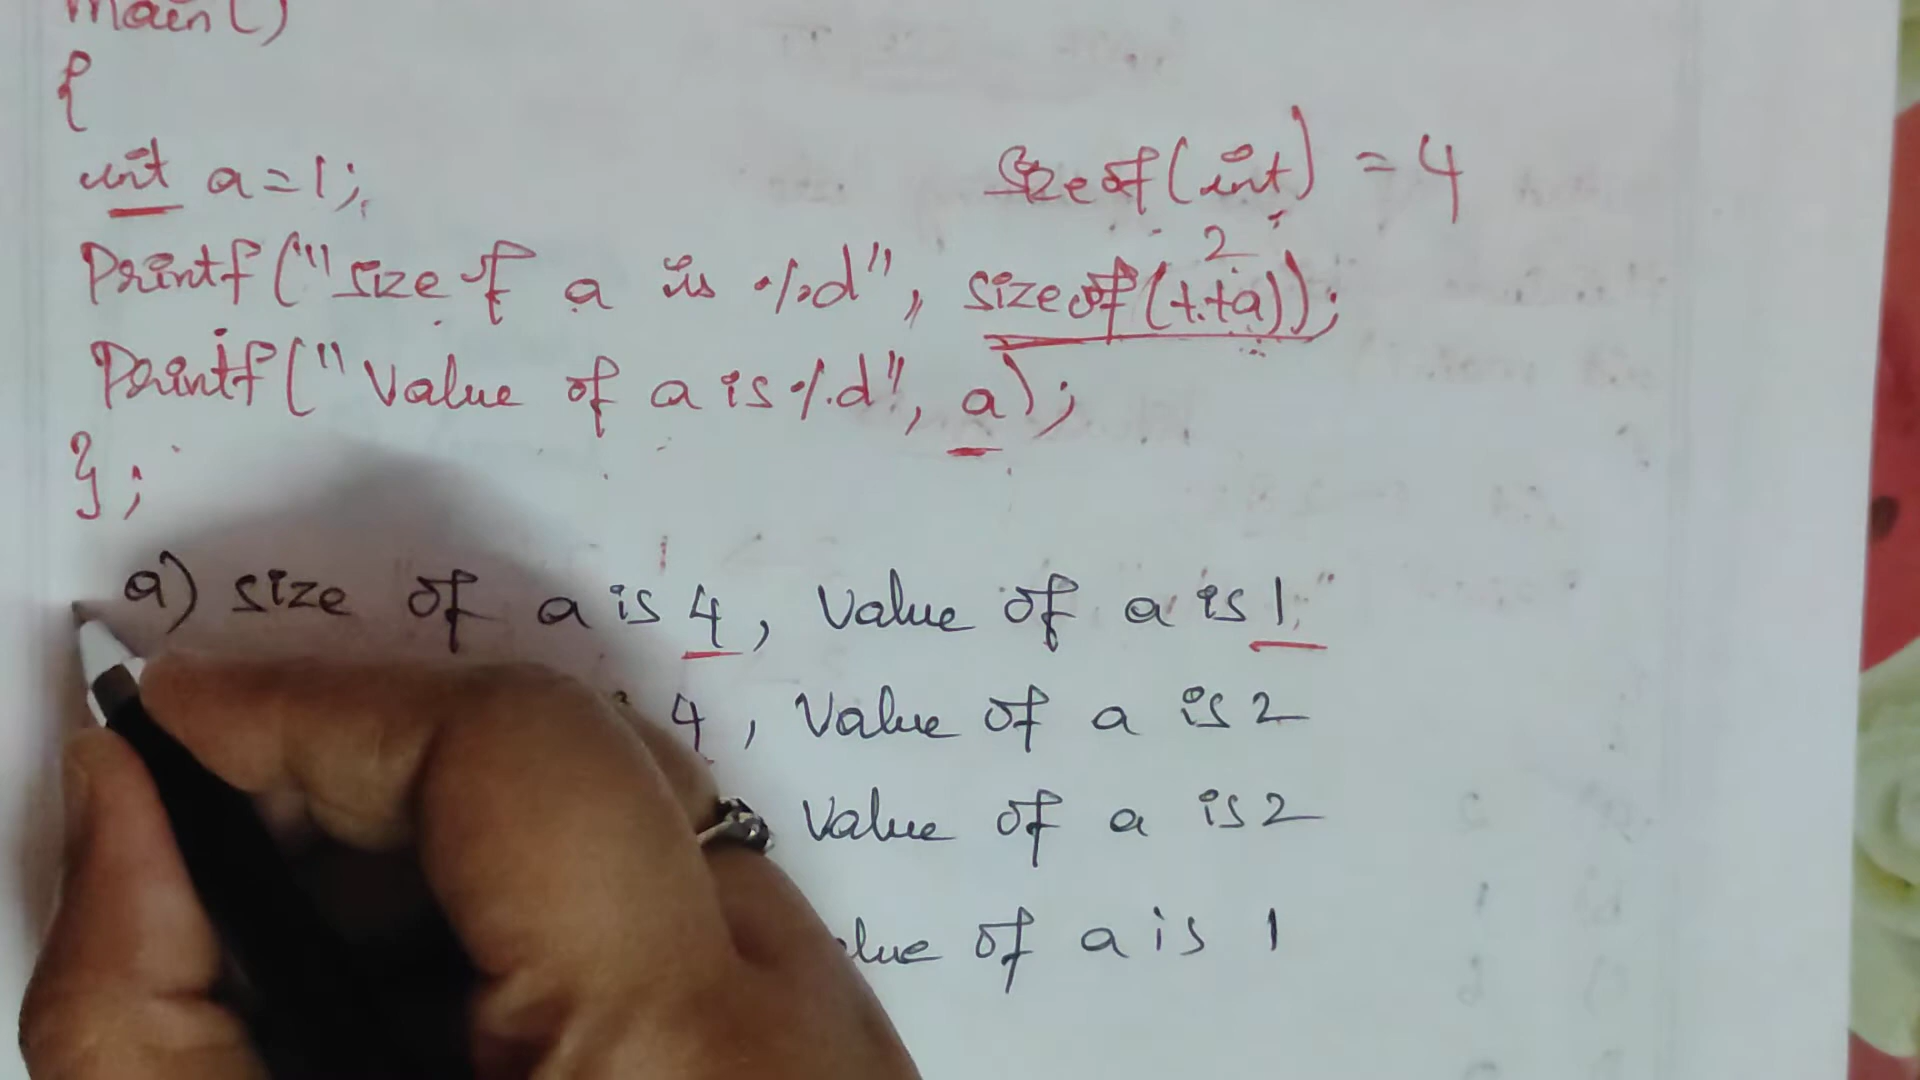 main()
{
int a=1;
sizeof(int) = 4
2
Printf("size of a is %d", sizeof(++a));
Printf("Value of a is %d", a);
};
a) size of a is 4, Value of a is 1
4, Value of a is 2
Value of a is 2
of a is 1